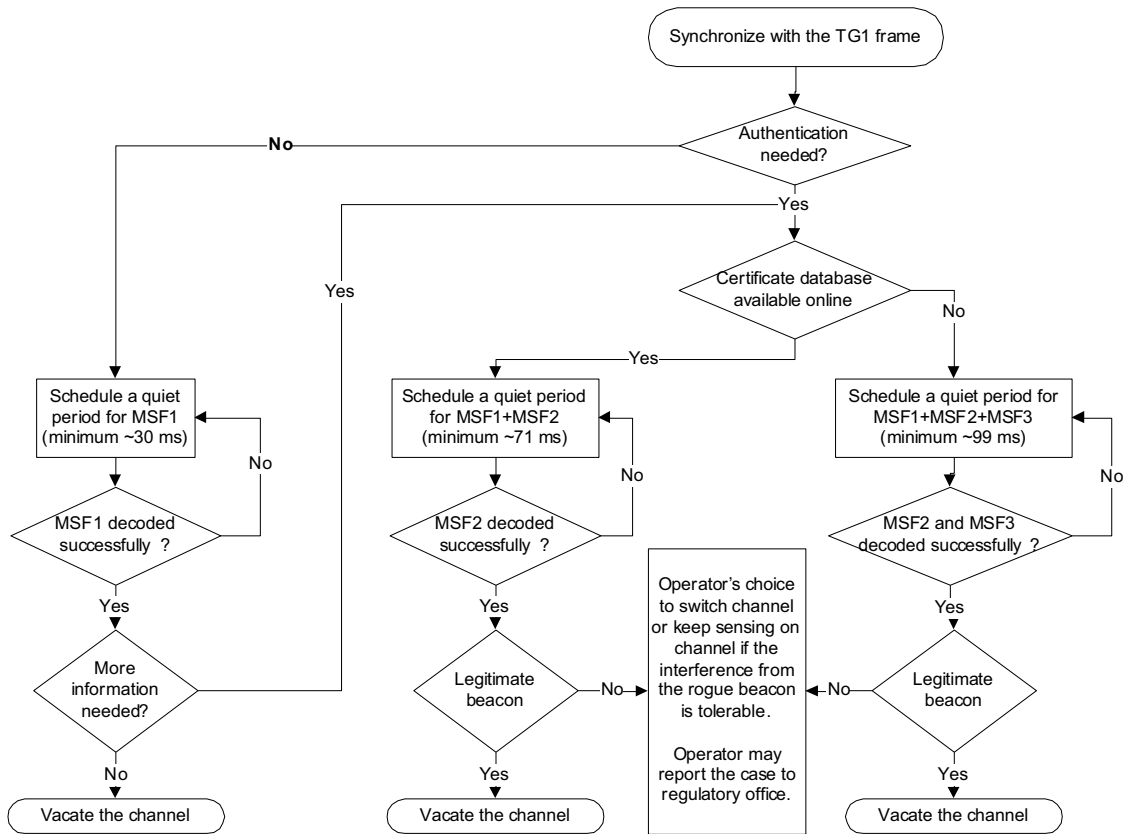 Synchronize with the TG1 frame
Authentication
needed?
No
Yes
Certificate database
available online
Yes
No
Yes
Schedule a quiet
period for MSF1
(minimum ~30 ms)
Schedule a quiet period
for MSF1+MSF2
(minimum ~71 ms)
Schedule a quiet period for
MSF1+MSF2+MSF3
(minimum ~99 ms)
No
No
No
MSF1 decoded
successfully ?
MSF2 decoded
successfully ?
MSF2 and MSF3
decoded successfully ?
Yes
Yes
Yes
More
information
needed?
Legitimate
beacon
No
Operator's choice
to switch channel
or keep sensing on
channel if the
interference from
the rogue beacon
is tolerable.
Operator may
report the case to
regulatory office.
No
Legitimate
beacon
No
Yes
Yes
Vacate the channel
Vacate the channel
Vacate the channel